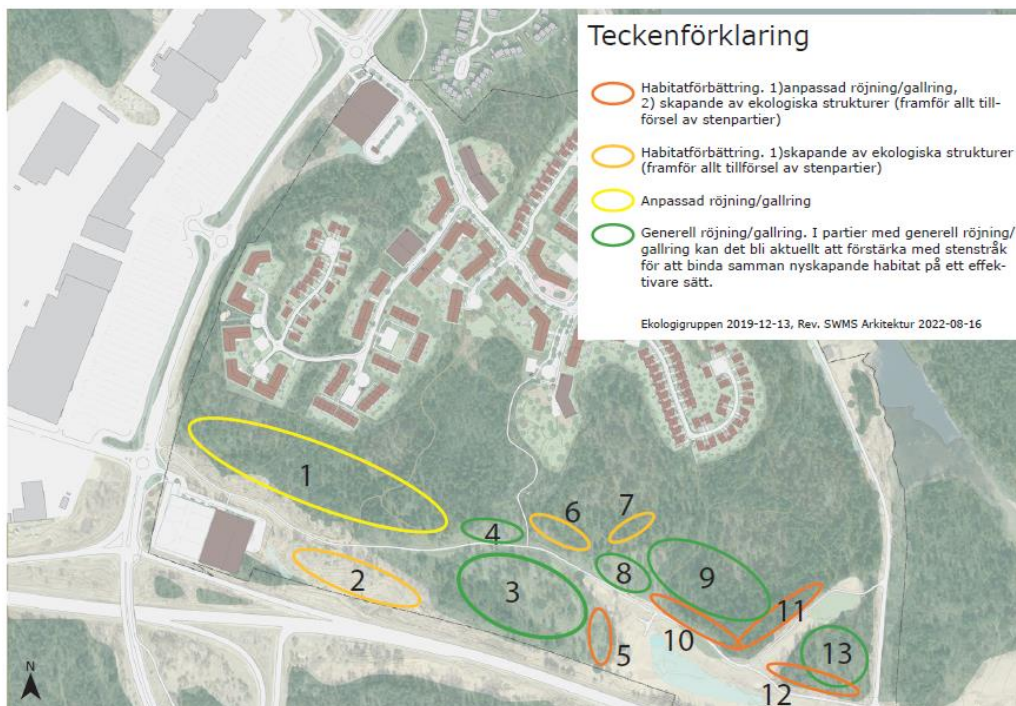 Teckenförklaring
Habitatförbättring. 1)anpassad röjning/gallring,
2) skapande av ekologiska strukturer (framför allt till-
försel av stenpartier)
Habitatförbättring. 1)skapande av ekologiska strukturer
(framför allt tillförsel av stenpartier)
Anpassad röjning/gallring
Generell röjning/gallring. I partier med generell röjning/
gallring kan det bli aktuellt att förstärka med stenstråk
för att binda samman nyskapande habitat på ett effek-
tivare sätt.
Ekologigruppen 2019-12-13, Rev. SWMS Arkitektur 2022-08-16
1
2
3
4
5
6
7
8
9
10
11
12
13
N